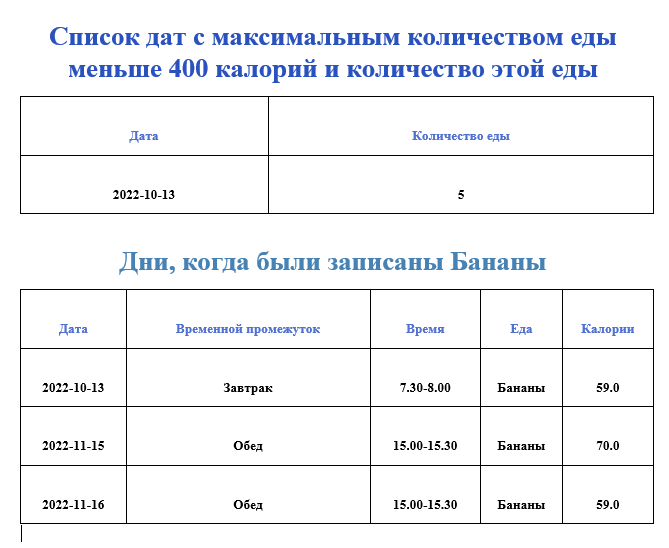 Список дат с максимальным количеством еды
меньше 400 калорий и количество этой еды
Дата Количество еды
2022-10-13 5
Дни, когда были записаны Бананы
Дата Временной промежуток Время Еда Калории
2022-10-13 Завтрак 7.30-8.00 Бананы 59.0
2022-11-15 Обед 15.00-15.30 Бананы 70.0
2022-11-16 Обед 15.00-15.30 Бананы 59.0